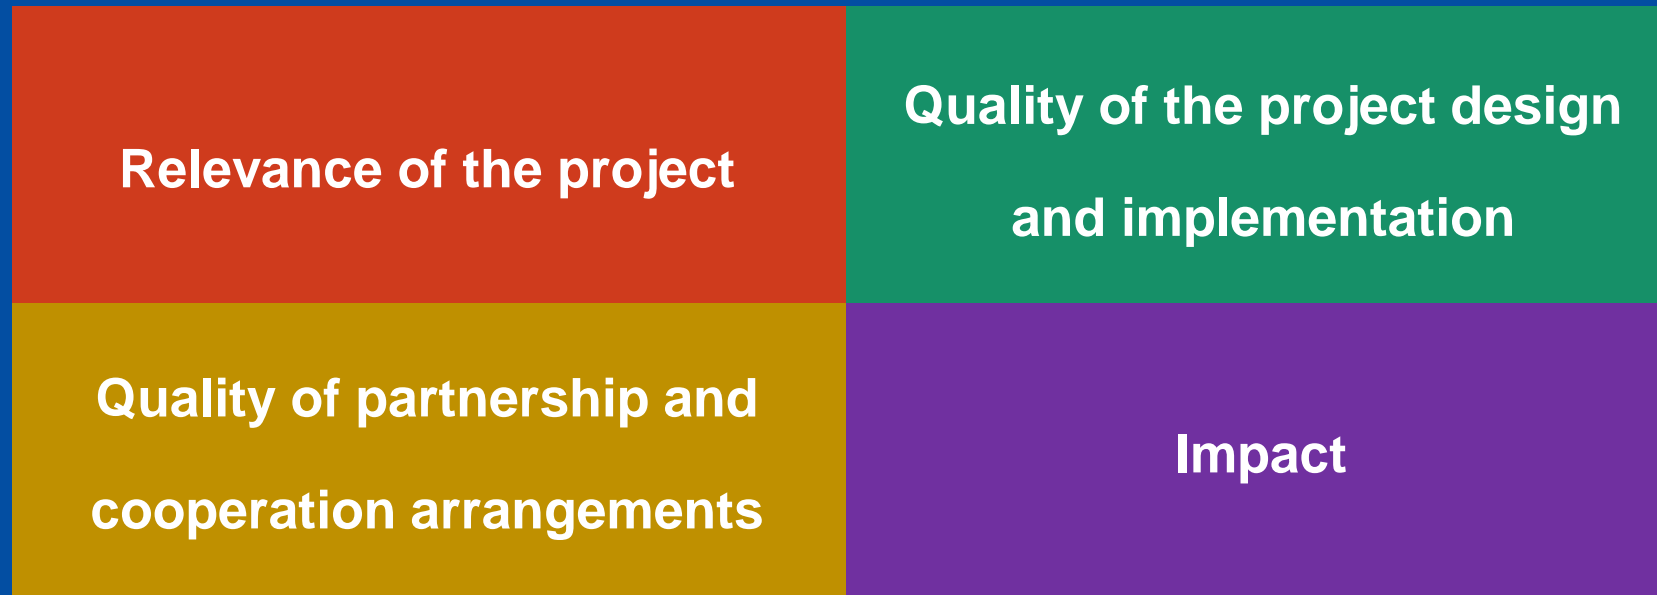 Relevance of the project
Quality of the project design
and implementation
Quality of partnership and
cooperation arrangements
Impact